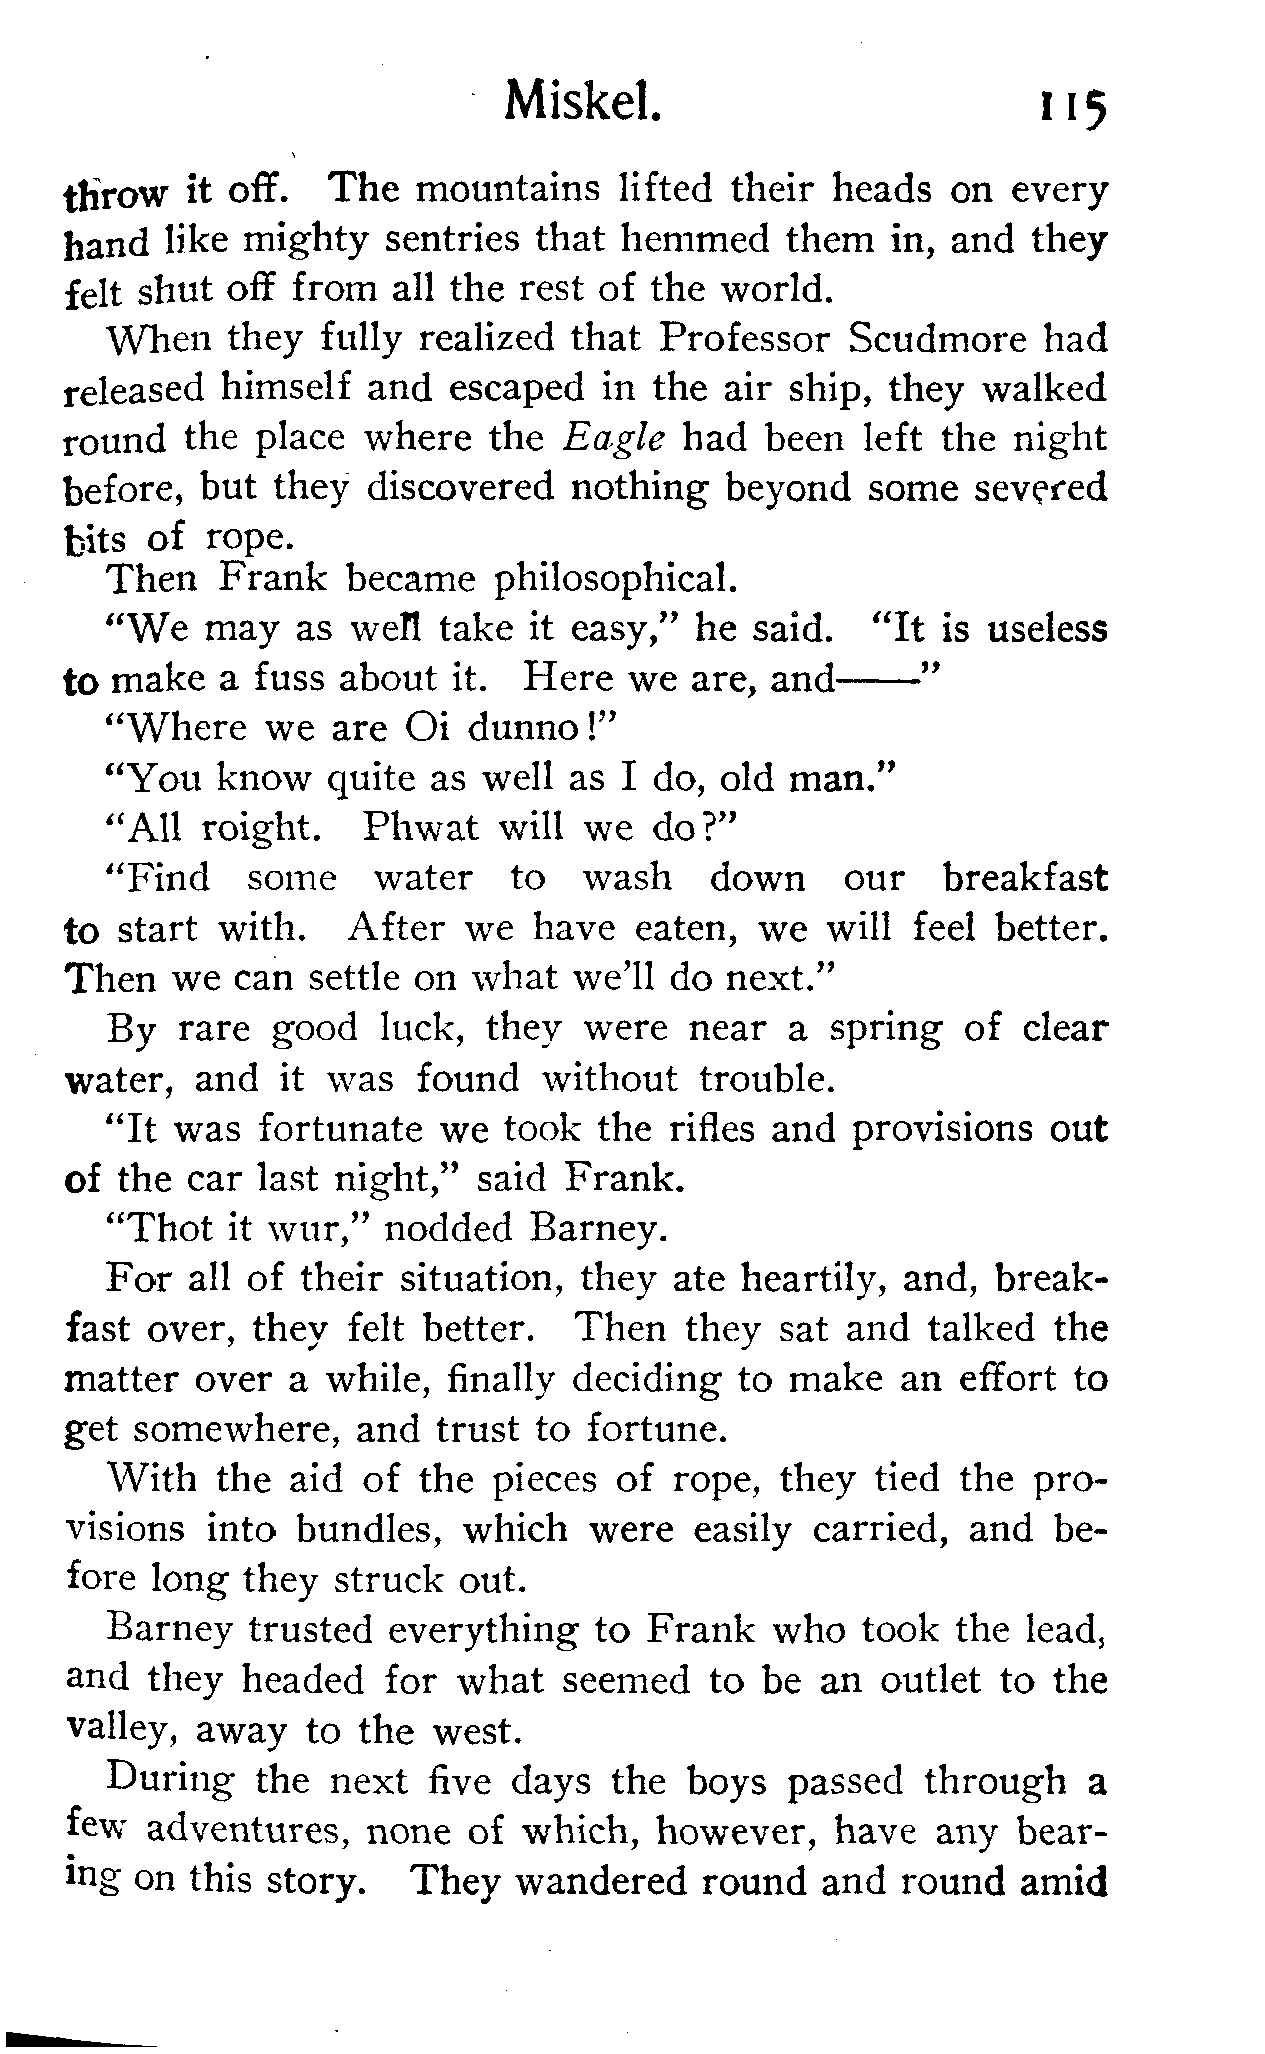 Miskel. 115
throw it off. The mountains lifted their heads on every
hand like mighty sentries that hemmed them in, and they
felt shut off from all the rest of the world.
When they fully realized that Professor Scudmore had
released himself and escaped in the air ship, they walked
round the place where the Eagle had been left the night
before, but they discovered nothing beyond some severed
bits of rope.
Then Frank became philosophical.
“We may as well take it easy,” he said. “It is useless
to make a fuss about it. Here we are, and——”
“Where we are Oi dunno!”
“You know quite as well as I do, old man.”
“All roight. Phwat will we do?”
“Find some water to wash down our breakfast
to start with. After we have eaten, we will feel better.
Then we can settle on what we’ll do next.”
By rare good luck, they were near a spring of clear
water, and it was found without trouble.
“It was fortunate we took the rifles and provisions out
of the car last night,” said Frank.
“Thot it wur,” nodded Barney.
For all of their situation, they ate heartily, and, break-
fast over, they felt better. Then they sat and talked the
matter over a while, finally deciding to make an effort to
get somewhere, and trust to fortune.
With the aid of the pieces of rope, they tied the pro-
visions into bundles, which were easily carried, and be-
fore long they struck out.
Barney trusted everything to Frank who took the lead,
and they headed for what seemed to be an outlet to the
valley, away to the west.
During the next five days the boys passed through a
few adventures, none of which, however, have any bear-
ing on this story. They wandered round and round amid